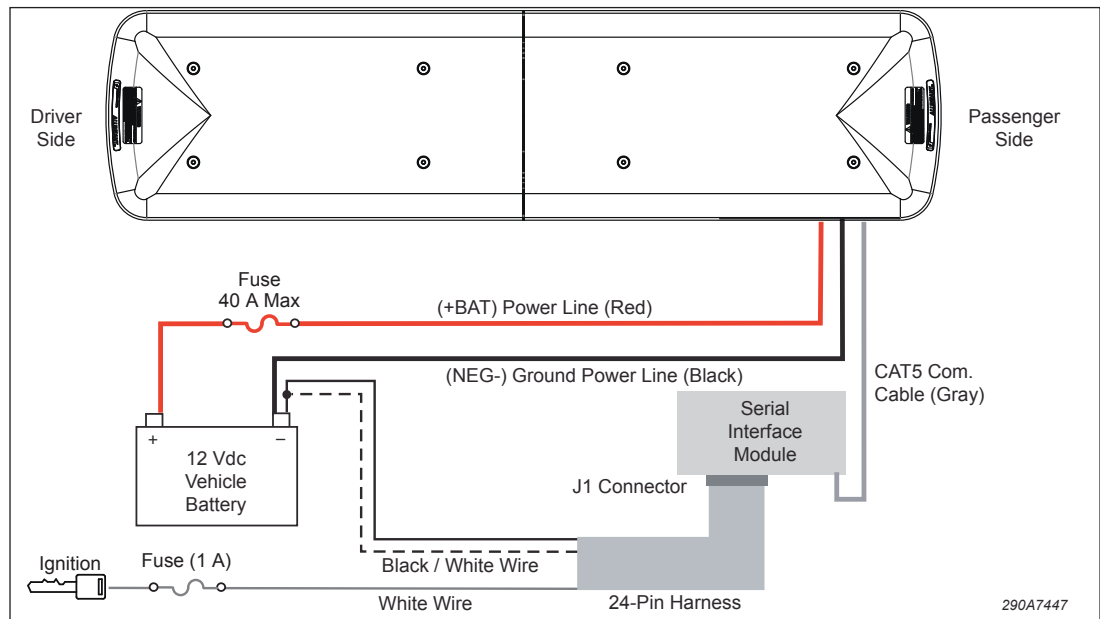 Driver
Side
Passenger
Side
Fuse
40 A Max
(+BAT) Power Line (Red)
(NEG-) Ground Power Line (Black)
CAT5 Com.
Cable (Gray)
Serial
Interface
Module
+
−
12 Vdc
Vehicle
Battery
J1 Connector
Ignition
Fuse (1 A)
Black / White Wire
White Wire
24-Pin Harness
290A7447